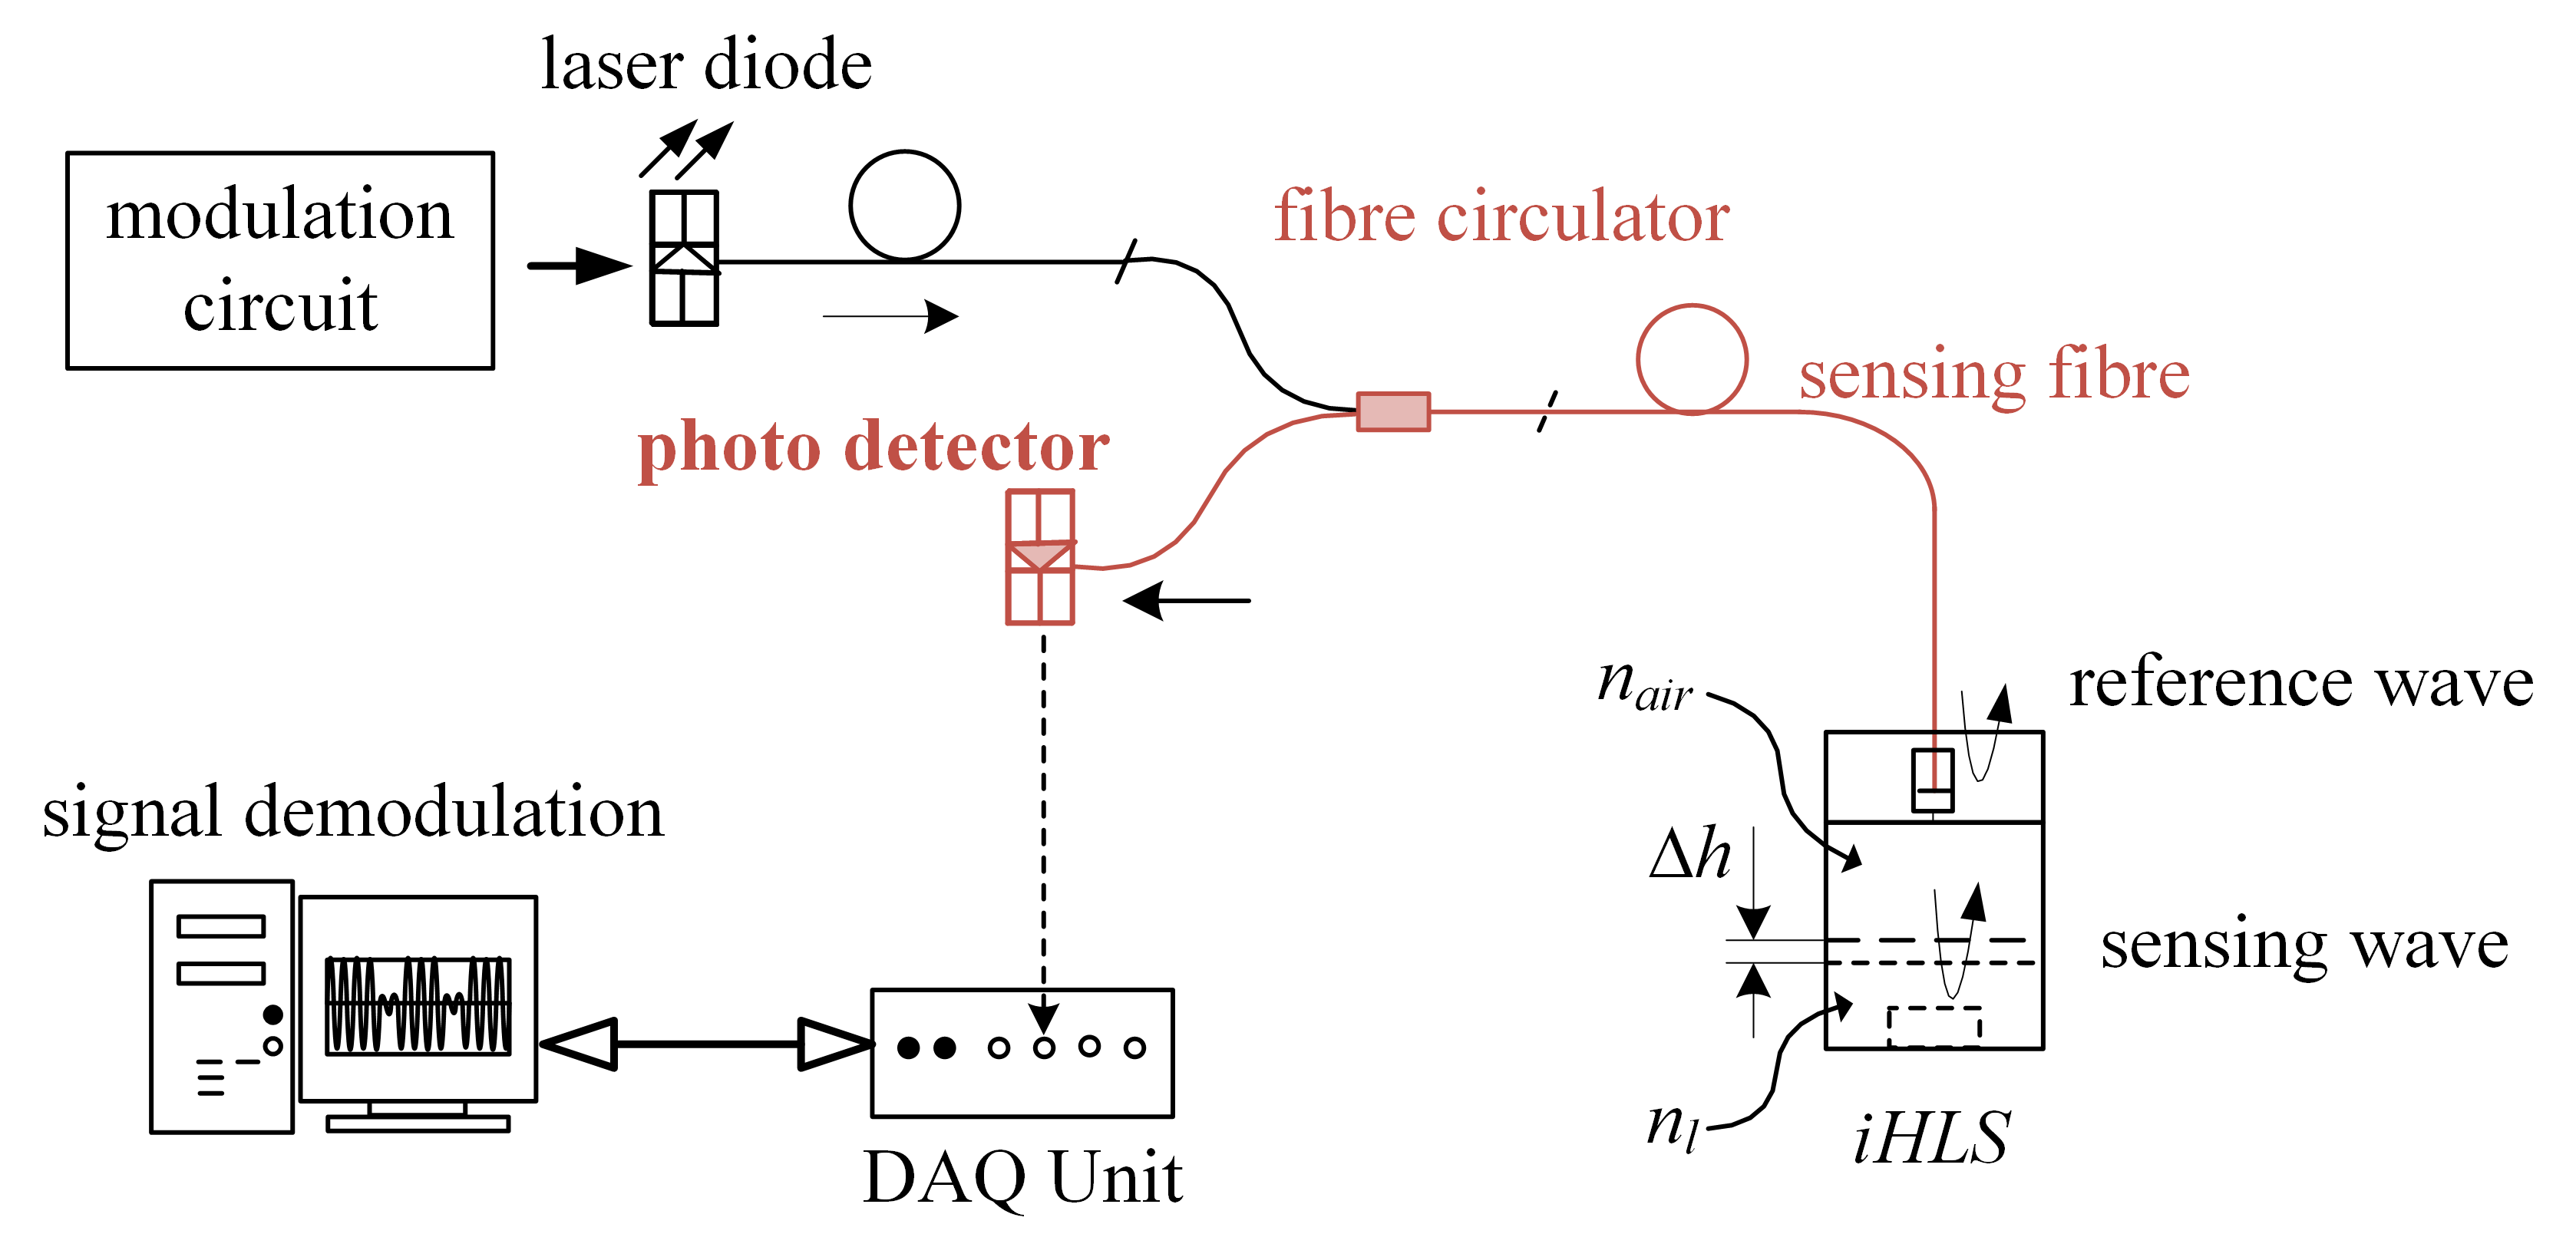 laser diode
modulation
circuit
fibre circulator
sensing fibre
photo detector
n_air
reference wave
signal demodulation
Δh
sensing wave
n_l
iHLS
DAQ Unit